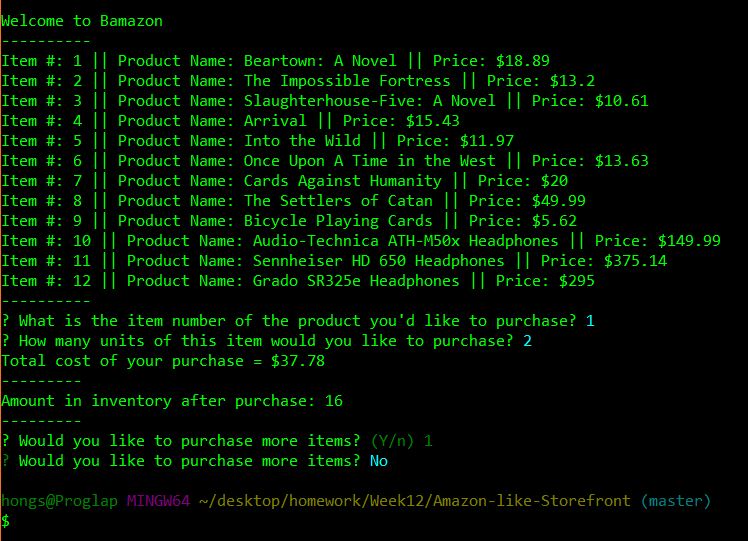 Welcome to Bamazon
----------
Item #: 1 || Product Name: Beartown: A Novel || Price: $18.89
Item #: 2 || Product Name: The Impossible Fortress || Price: $13.2
Item #: 3 || Product Name: Slaughterhouse-Five: A Novel || Price: $10.61
Item #: 4 || Product Name: Arrival || Price: $15.43
Item #: 5 || Product Name: Into the Wild || Price: $11.97
Item #: 6 || Product Name: Once Upon A Time in the West || Price: $13.63
Item #: 7 || Product Name: Cards Against Humanity || Price: $20
Item #: 8 || Product Name: The Settlers of Catan || Price: $49.99
Item #: 9 || Product Name: Bicycle Playing Cards || Price: $5.62
Item #: 10 || Product Name: Audio-Technica ATH-M50x Headphones || Price: $149.99
Item #: 11 || Product Name: Sennheiser HD 650 Headphones || Price: $375.14
Item #: 12 || Product Name: Grado SR325e Headphones || Price: $295
----------
? What is the item number of the product you'd like to purchase? 1
? How many units of this item would you like to purchase? 2
Total cost of your purchase = $37.78
---------
Amount in inventory after purchase: 16
---------
? Would you like to purchase more items? (Y/n) 1
? Would you like to purchase more items? No
hongs@Proglap MINGW64 ~/desktop/homework/Week12/Amazon-like-Storefront (master)
$